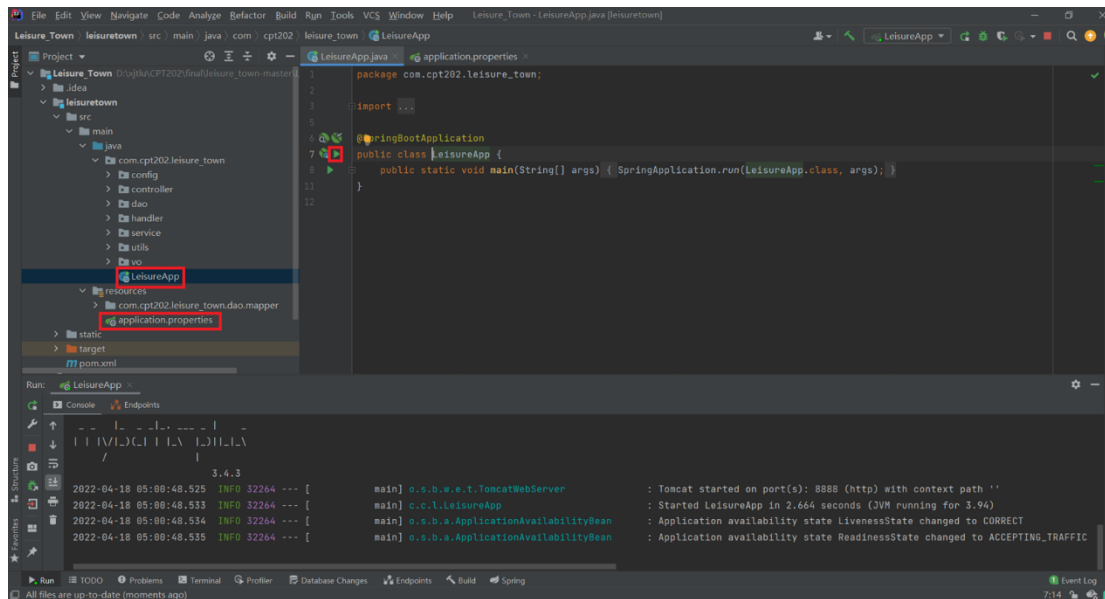 File Edit View Navigate Code Analyze Refactor Build Run Tools VCS Window Help Leisure_Town - LeisureApp.java [leisuretown]
Leisure_Town leisuretown src main java com cpt202 leisure_town LeisureApp
LeisureApp
Project
LeisureApp.java
application.properties
Project
Leisure_Town D:\xjtlu\CPT202\final\leisure_town-master\
.idea
leisuretown
src
main
java
com.cpt202.leisure_town
config
controller
dao
handler
service
utils
vo
LeisureApp
resources
com.cpt202.leisure_town.dao.mapper
application.properties
static
target
pom.xml
1 package com.cpt202.leisure_town;
2
3 import ...
5
6 @SpringBootApplication
7 public class LeisureApp {
8 public static void main(String[] args) { SpringApplication.run(LeisureApp.class, args); }
11 }
12
Run: LeisureApp
Console Endpoints
3.4.3
2022-04-18 05:00:48.525 INFO 32264 --- [ main] o.s.b.w.e.t.TomcatWebServer : Tomcat started on port(s): 8888 (http) with context path ''
2022-04-18 05:00:48.533 INFO 32264 --- [ main] c.c.l.LeisureApp : Started LeisureApp in 2.664 seconds (JVM running for 3.94)
2022-04-18 05:00:48.534 INFO 32264 --- [ main] o.s.b.a.ApplicationAvailabilityBean : Application availability state LivenessState changed to CORRECT
2022-04-18 05:00:48.535 INFO 32264 --- [ main] o.s.b.a.ApplicationAvailabilityBean : Application availability state ReadinessState changed to ACCEPTING_TRAFFIC
Structure
Favorites
Run TODO Problems Terminal Profiler Database Changes Endpoints Build Spring
1 Event Log
All files are up-to-date (moments ago)
7:14